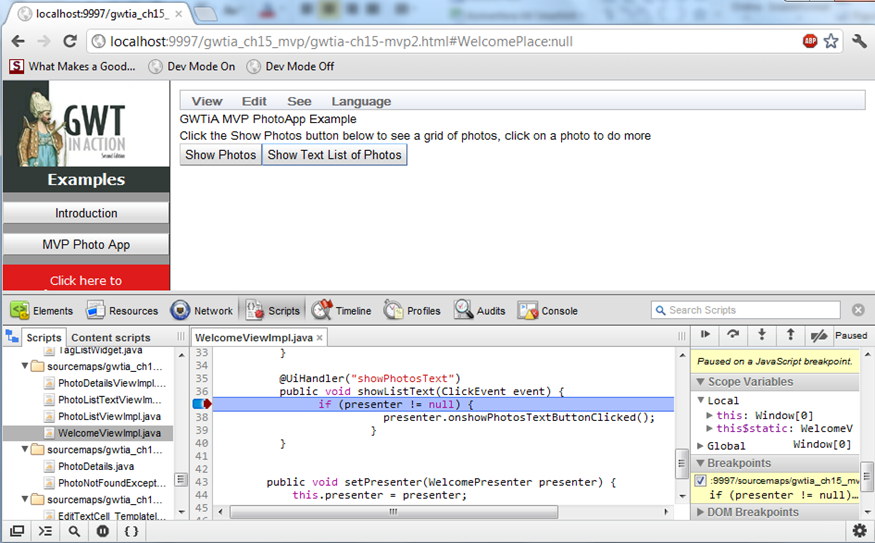 localhost:9997/gwtia_ch15_
localhost:9997/gwtia_ch15_mvp/gwtia-ch15-mvp2.html#WelcomePlace:null
ABP
S What Makes a Good... Dev Mode On Dev Mode Off
GWT
IN ACTION
Second Edition
Examples
Introduction
MVP Photo App
Click here to
View Edit See Language
GWTiA MVP PhotoApp Example
Click the Show Photos button below to see a grid of photos, click on a photo to do more
Show Photos Show Text List of Photos
Elements Resources Network Scripts Timeline Profiles Audits Console Search Scripts
Scripts Content scripts
TagListWidget.java
sourcemaps/gwtia_ch...
PhotoDetailsViewImpl...
PhotoListTextViewIm...
PhotoListViewImpl.java
WelcomeViewImpl.java
sourcemaps/gwtia_ch...
PhotoDetails.java
PhotoNotFoundExcept...
sourcemaps/gwtia_ch...
EditTextCell_TemplateI...
WelcomeViewImpl.java
33 }
34
35 @UiHandler("showPhotosText")
36 public void showListText(ClickEvent event) {
if (presenter != null) {
38 presenter.onshowPhotosTextButtonClicked();
39 }
40 }
41
42
43 public void setPresenter(WelcomePresenter presenter) {
44 this.presenter = presenter;
45
Paused
Paused on a JavaScript breakpoint.
Scope Variables
Local
this: Window[0]
this$static: WelcomeV
Global Window[0]
Breakpoints
:9997/sourcemaps/gwtia_ch15_mv
if (presenter != null)...
DOM Breakpoints